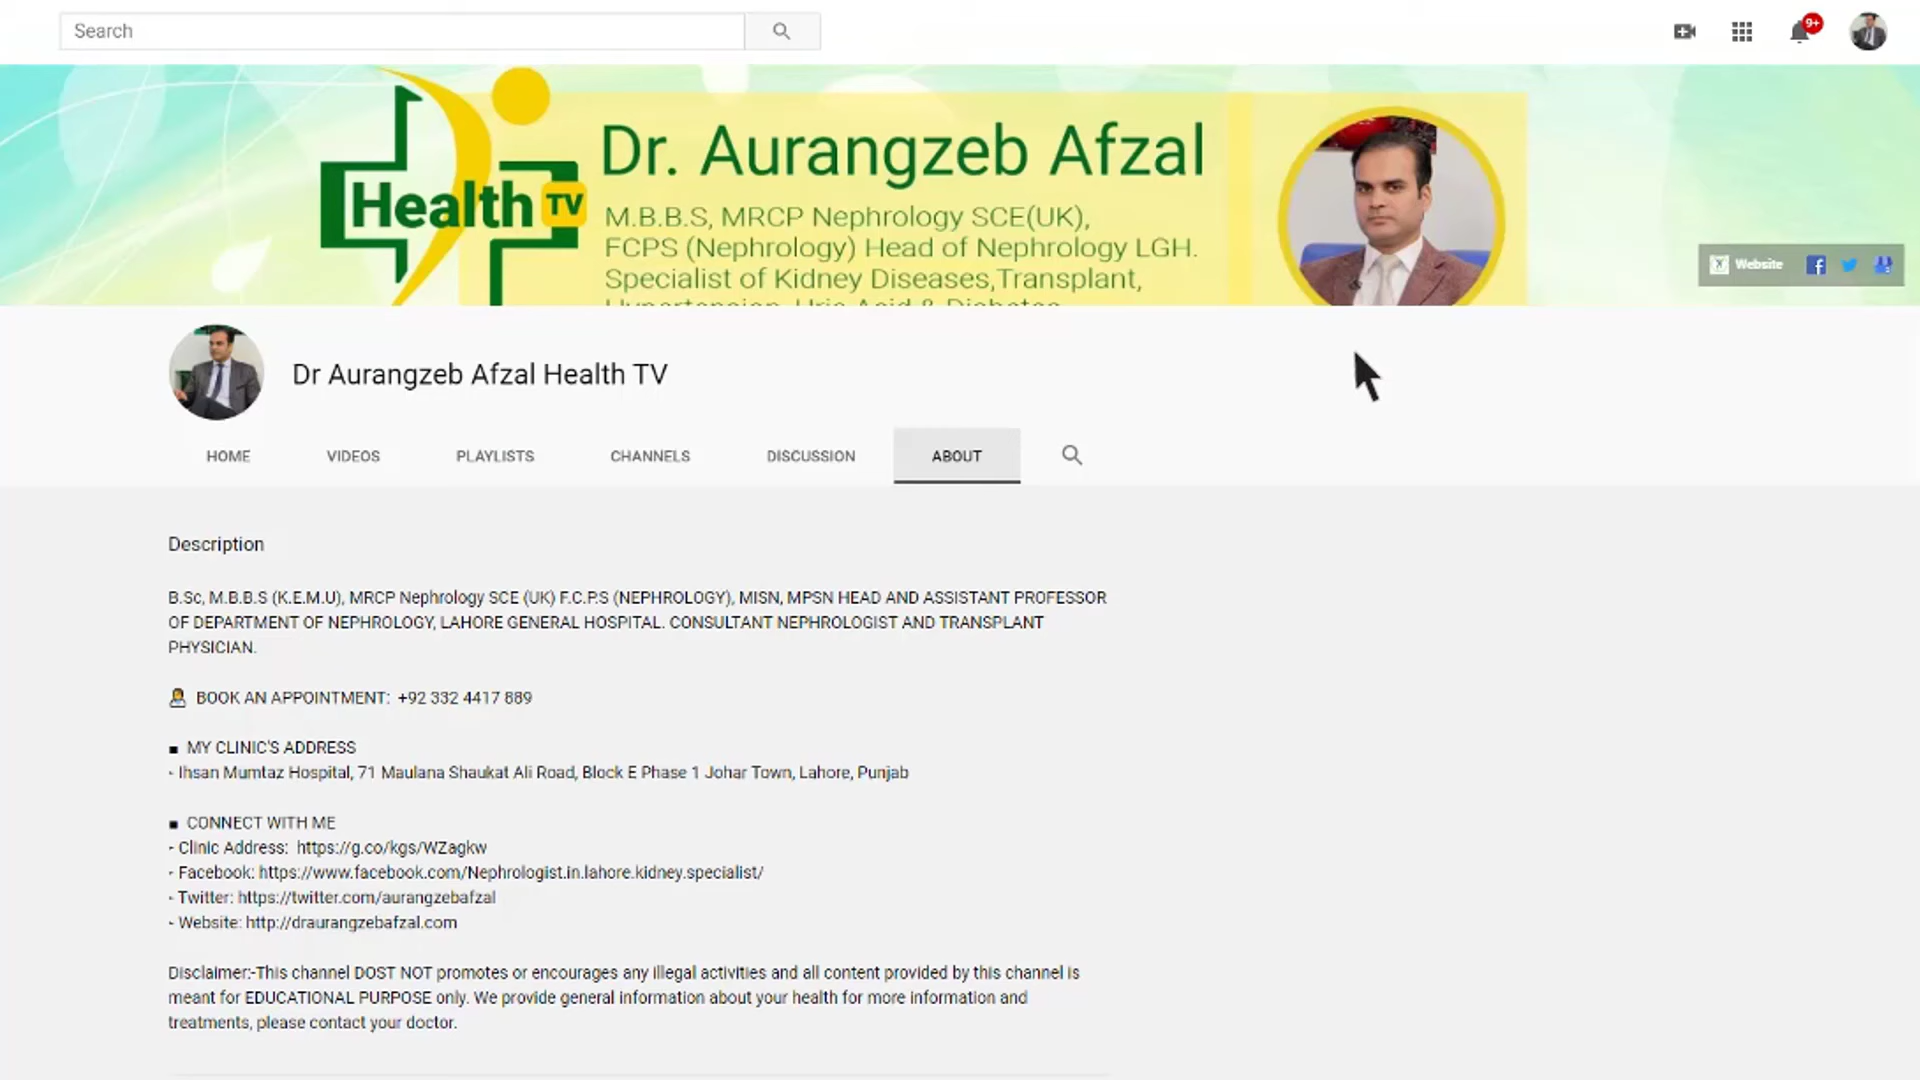 Search
9+
Dr. Aurangzeb Afzal
Health TV
M.B.B.S, MRCP Nephrology SCE(UK),
FCPS (Nephrology) Head of Nephrology LGH.
Specialist of Kidney Diseases,Transplant,
Hypertension, Uric Acid & Diabetes
Website
Dr Aurangzeb Afzal Health TV
HOME VIDEOS PLAYLISTS CHANNELS DISCUSSION ABOUT
Description
B.Sc, M.B.B.S (K.E.M.U), MRCP Nephrology SCE (UK) F.C.P.S (NEPHROLOGY), MISN, MPSN HEAD AND ASSISTANT PROFESSOR
OF DEPARTMENT OF NEPHROLOGY, LAHORE GENERAL HOSPITAL. CONSULTANT NEPHROLOGIST AND TRANSPLANT
PHYSICIAN.
BOOK AN APPOINTMENT: +92 332 4417 889
■ MY CLINIC'S ADDRESS
- Ihsan Mumtaz Hospital, 71 Maulana Shaukat Ali Road, Block E Phase 1 Johar Town, Lahore, Punjab
■ CONNECT WITH ME
- Clinic Address: https://g.co/kgs/WZagkw
- Facebook: https://www.facebook.com/Nephrologist.in.lahore.kidney.specialist/
- Twitter: https://twitter.com/aurangzebafzal
- Website: http://draurangzebafzal.com
Disclaimer:-This channel DOST NOT promotes or encourages any illegal activities and all content provided by this channel is
meant for EDUCATIONAL PURPOSE only. We provide general information about your health for more information and
treatments, please contact your doctor.